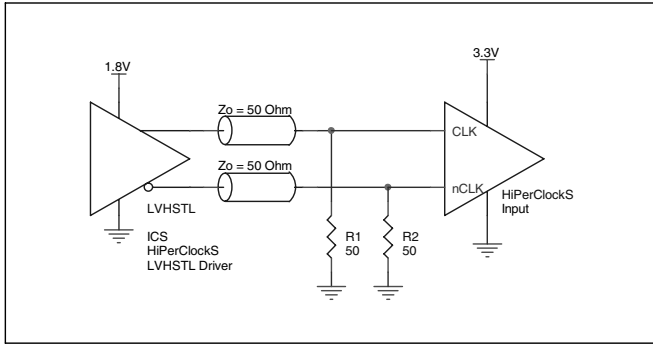 1.8V
3.3V
Zo = 50 Ohm
CLK
Zo = 50 Ohm
nCLK
HiPerClockS
Input
LVHSTL
ICS
HiPerClockS
LVHSTL Driver
R1
50
R2
50